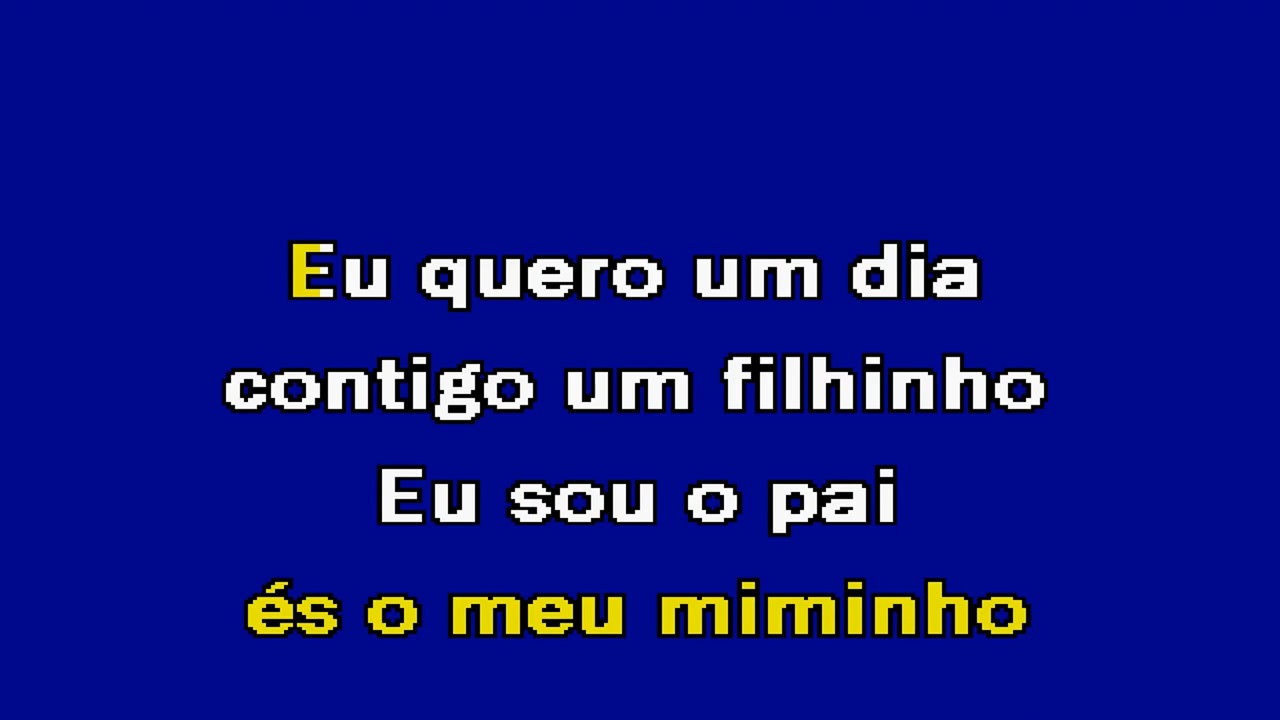 Eu quero um dia
contigo um filhinho
Eu sou o pai
és o meu miminho